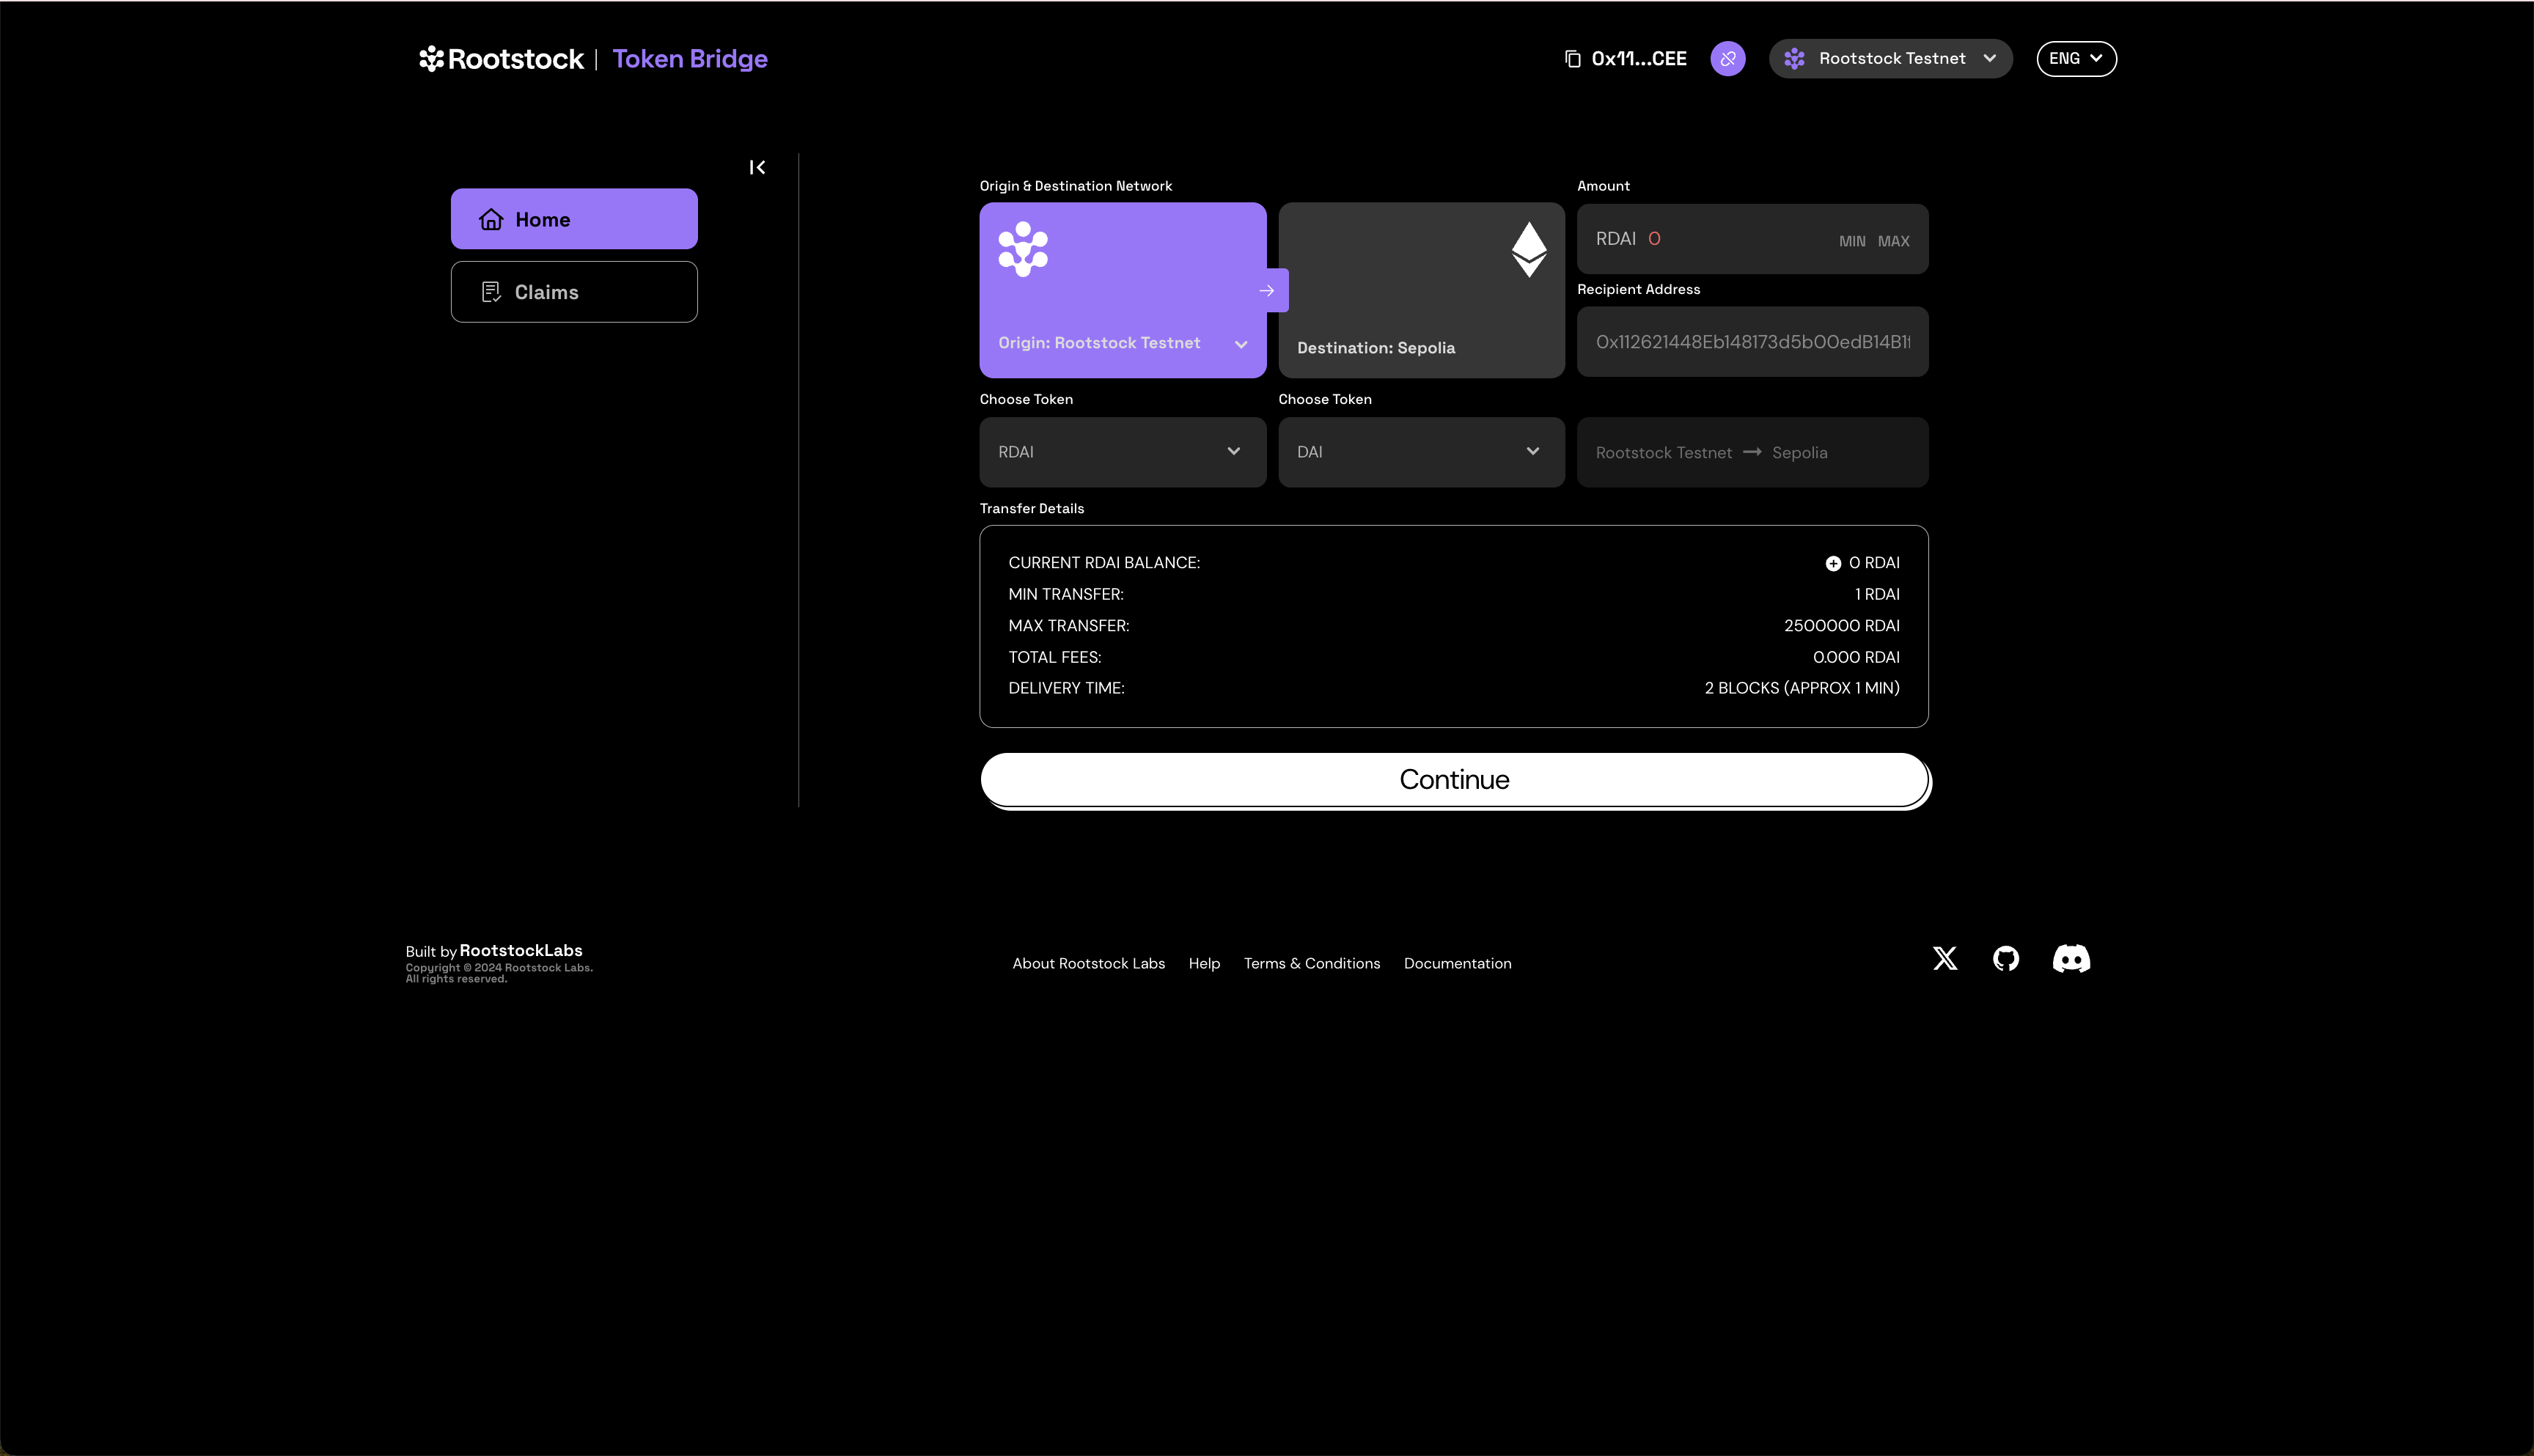 Rootstock | Token Bridge
0x11...CEE
Rootstock Testnet
ENG
Home
Claims
Origin & Destination Network
Origin: Rootstock Testnet
Destination: Sepolia
Amount
RDAI 0
MIN MAX
Recipient Address
0x112621448Eb148173d5b00edB14B1
Choose Token
RDAI
Choose Token
DAI
Rootstock Testnet → Sepolia
Transfer Details
CURRENT RDAI BALANCE: 0 RDAI
MIN TRANSFER: 1 RDAI
MAX TRANSFER: 2500000 RDAI
TOTAL FEES: 0.000 RDAI
DELIVERY TIME: 2 BLOCKS (APPROX 1 MIN)
Continue
Built by RootstockLabs
Copyright © 2024 Rootstock Labs.
All rights reserved.
About Rootstock Labs Help Terms & Conditions Documentation